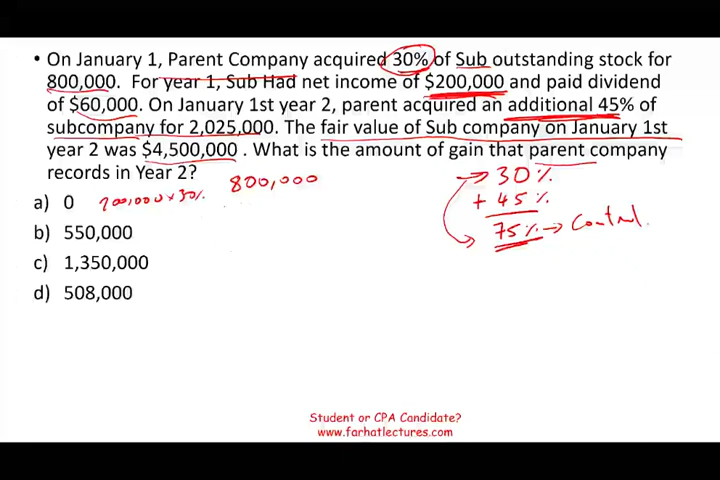 • On January 1, Parent Company acquired 30% of Sub outstanding stock for
800,000. For year 1, Sub Had net income of $200,000 and paid dividend
of $60,000. On January 1st year 2, parent acquired an additional 45% of
subcompany for 2,025,000. The fair value of Sub company on January 1st
year 2 was $4,500,000 . What is the amount of gain that parent company
records in Year 2?
800,000
→ 30%
a) 0
200,000 x 30%
+ 45%
75% → Control
b) 550,000
c) 1,350,000
d) 508,000
Student or CPA Candidate?
www.farhatlectures.com